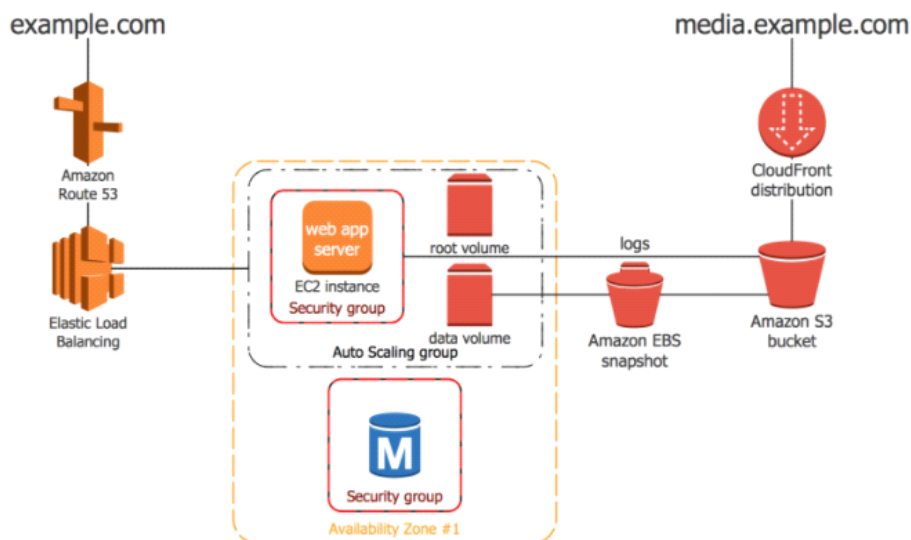 example.com
media.example.com
Amazon
Route 53
CloudFront
distribution
web app
server
root volume
logs
EC2 instance
Security group
Elastic Load
Balancing
data volume
Amazon EBS
snapshot
Amazon S3
bucket
Auto Scaling group
M
Security group
Availability Zone #1